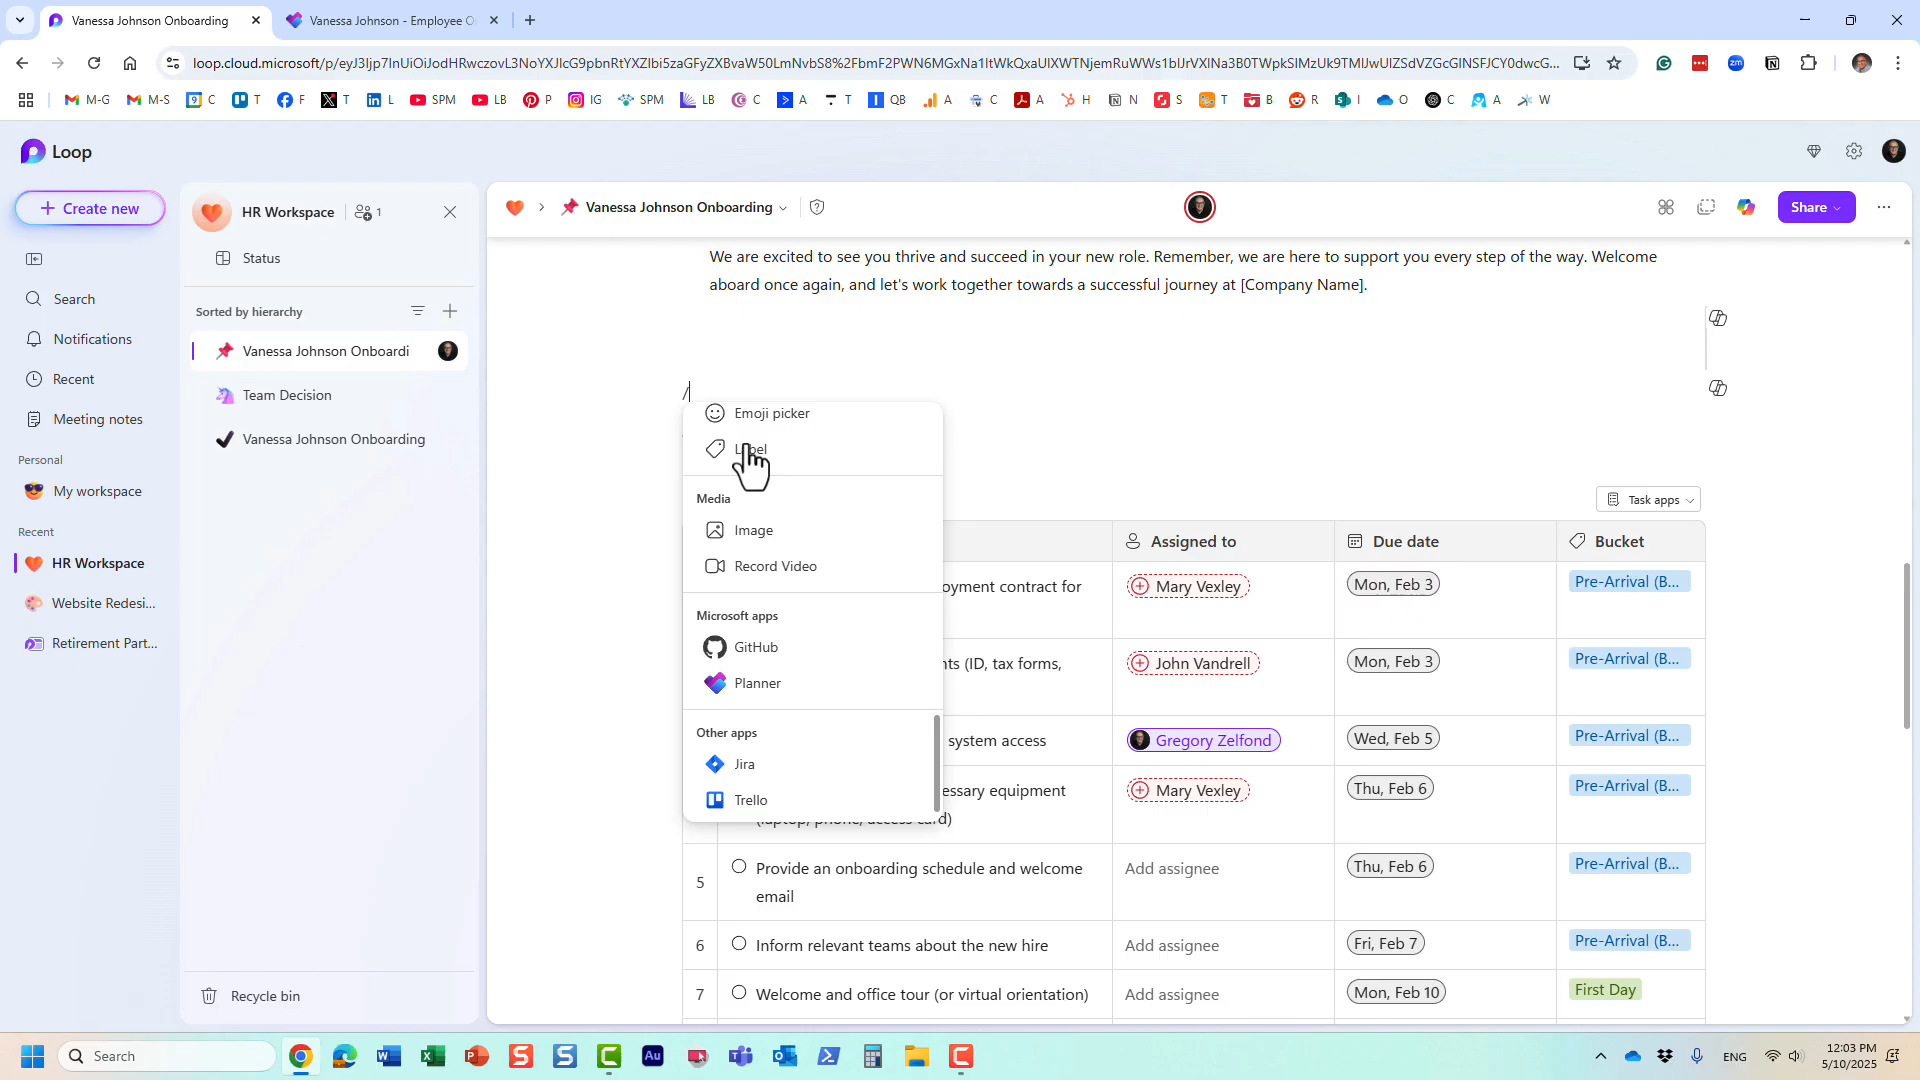 Vanessa Johnson Onboarding
Vanessa Johnson - Employee O
M-G
M-S
C
T
F
T
L
SPM
LB
P
IG
SPM
LB
C
A
T
QB
A
C
A
H
N
S
T
B
R
I
O
C
A
W
Loop
Create new
Search
Notifications
Recent
Meeting notes
Personal
My workspace
Recent
HR Workspace
Website Redesi...
Retirement Part...
HR Workspace
1
Status
Sorted by hierarchy
Vanessa Johnson Onboardi
Team Decision
Vanessa Johnson Onboarding
Recycle bin
Vanessa Johnson Onboarding
Share
We are excited to see you thrive and succeed in your new role. Remember, we are here to support you every step of the way. Welcome
aboard once again, and let's work together towards a successful journey at [Company Name].
/
Emoji picker
Label
Media
Image
Record Video
Microsoft apps
GitHub
Planner
Other apps
Jira
Trello
Task apps
Assigned to
Due date
Bucket
oyment contract for
Mary Vexley
Mon, Feb 3
Pre-Arrival (B...
nts (ID, tax forms,
John Vandrell
Mon, Feb 3
Pre-Arrival (B...
system access
Gregory Zelfond
Wed, Feb 5
Pre-Arrival (B...
essary equipment
(laptop, phone, access card)
Mary Vexley
Thu, Feb 6
Pre-Arrival (B...
5
Provide an onboarding schedule and welcome
email
Add assignee
Thu, Feb 6
Pre-Arrival (B...
6
Inform relevant teams about the new hire
Add assignee
Fri, Feb 7
Pre-Arrival (B...
7
Welcome and office tour (or virtual orientation)
Add assignee
Mon, Feb 10
First Day
Search
ENG
12:03 PM
5/10/2025